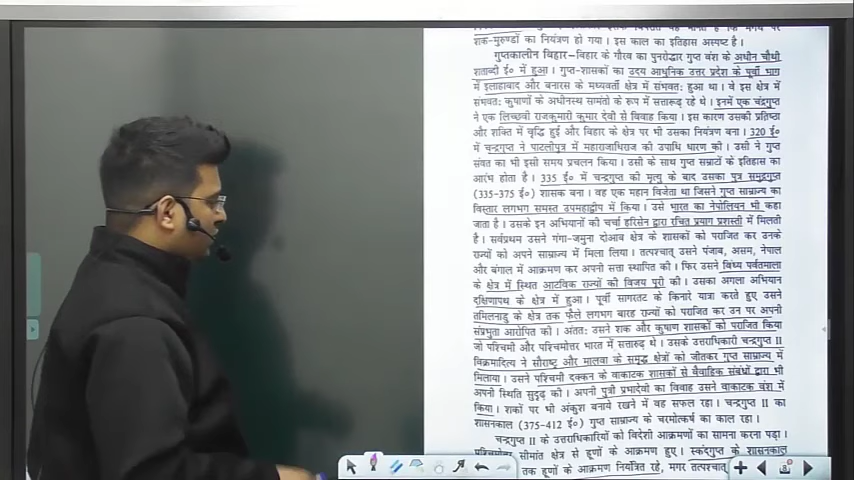 शक-मुरुण्डों का नियंत्रण हो गया । इस काल का इतिहास अस्पष्ट है ।
गुप्तकालीन बिहार–बिहार के गौरव का पुनरोद्धार गुप्त वंश के अधीन चौथी
शताब्दी ई० में हुआ । गुप्त-शासकों का उदय आधुनिक उत्तर प्रदेश के पूर्वी भाग
में इलाहाबाद और बनारस के मध्यवर्ती क्षेत्र में संभवतः हुआ था । वे इस क्षेत्र में
संभवतः कुषाणों के अधीनस्थ सामंतो के रूप में सत्तारूढ़ रहे थे । इनमें एक चंद्रगुप्त
ने एक लिच्छवी राजकुमारी कुमार देवी से विवाह किया । इस कारण उसकी प्रतिष्ठा
और शक्ति में वृद्धि हुई और बिहार के क्षेत्र पर भी उसका नियंत्रण बना । 320 ई०
में चन्द्रगुप्त ने पाटलीपुत्र में महाराजाधिराज की उपाधि धारण की । उसी ने गुप्त
संवत का भी इसी समय प्रचलन किया । उसी के साथ गुप्त सम्राटों के इतिहास का
आरंभ होता है । 335 ई० में चन्द्रगुप्त की मृत्यु के बाद उसका पुत्र समुद्रगुप्त
(335-375 ई०) शासक बना । वह एक महान विजेता था जिसने गुप्त साम्राज्य का
विस्तार लगभग समस्त उपमहाद्वीप में किया । उसे भारत का नेपोलियन भी कहा
जाता है । उसके इन अभियानों की चर्चा हरिसेन द्वारा रचित प्रयाग प्रशस्ती में मिलती
है । सर्वप्रथम उसने गंगा-जमुना दोआब क्षेत्र के शासकों को पराजित कर उनके
राज्यों को अपने साम्राज्य में मिला लिया । तत्पश्चात् उसने पंजाब, असम, नेपाल
और बंगाल में आक्रमण कर अपनी सत्ता स्थापित की । फिर उसने विंध्य पर्वतमाला
के क्षेत्र में स्थित आटविक राज्यों की विजय पूरी की । उसका अगला अभियान
दक्षिणापथ के क्षेत्र में हुआ । पूर्वी सागरतट के किनारे यात्रा करते हुए उसने
तमिलनाडु के क्षेत्र तक फैले लगभग बारह राज्यों को पराजित कर उन पर अपनी
संप्रभुता आरोपित की । अंततः उसने शक और कुषाण शासकों को पराजित किया
जो पश्चिमी और पश्चिमोत्तर भारत में सत्तारुढ थे । उसके उत्तराधिकारी चन्द्रगुप्त II
विक्रमादित्य ने सौराष्ट्र और मालवा के समृद्ध क्षेत्रों को जीतकर गुप्त साम्राज्य में
मिलाया । उसने पश्चिमी दक्कन के वाकाटक शासकों से वैवाहिक संबंधों द्वारा भी
अपनी स्थिति सुदृढ़ की । अपनी पुत्री प्रभादेवी का विवाह उसने वाकाटक वंश में
किया । शकों पर भी अंकुश बनाये रखने में वह सफल रहा । चन्द्रगुप्त II का
शासनकाल (375-412 ई०) गुप्त साम्राज्य के चरमोत्कर्ष का काल रहा ।
चन्द्रगुप्त II के उत्तराधिकारियों को विदेशी आक्रमणों का सामना करना पड़ा ।
पश्चिमोत्तर सीमांत क्षेत्र से हूणों के आक्रमण हुए । स्कंदगुप्त के शासनकाल
तक हूणों के आक्रमण नियंत्रित रहे, मगर तत्पश्चात्